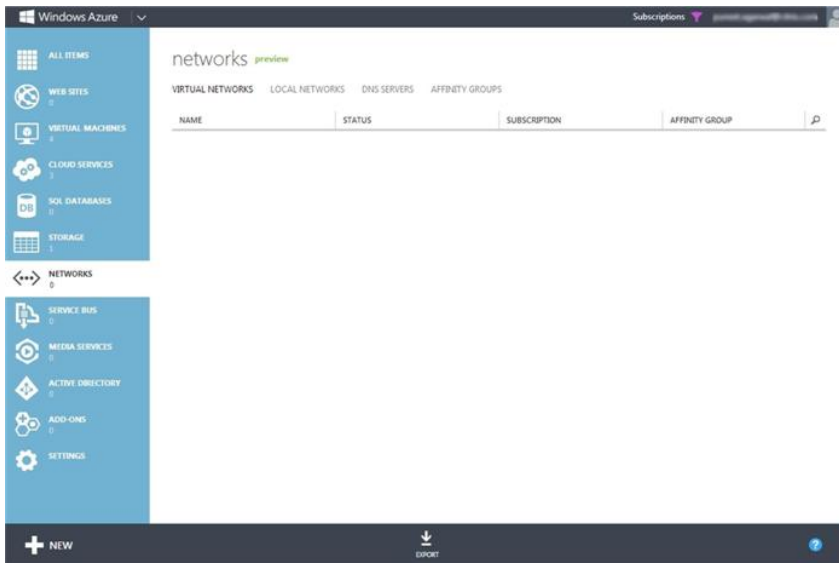 Windows Azure
Subscriptions
ALL ITEMS
WEB SITES
0
VIRTUAL MACHINES
4
CLOUD SERVICES
3
SQL DATABASES
0
STORAGE
1
NETWORKS
0
SERVICE BUS
0
MEDIA SERVICES
0
ACTIVE DIRECTORY
0
ADD-ONS
0
SETTINGS
networks preview
VIRTUAL NETWORKS LOCAL NETWORKS DNS SERVERS AFFINITY GROUPS
NAME STATUS SUBSCRIPTION AFFINITY GROUP
DB
NEW
EXPORT
?